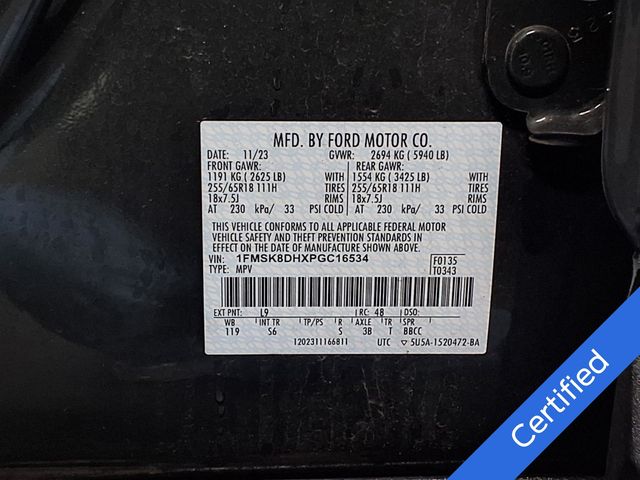 MFD. BY FORD MOTOR CO.
DATE: 11/23 GVWR: 2694 KG ( 5940 LB)
FRONT GAWR: REAR GAWR:
1191 KG ( 2625 LB) WITH 1554 KG ( 3425 LB) WITH
255/65R18 111H TIRES 255/65R18 111H TIRES
18x7.5J RIMS 18x7.5J RIMS
AT 230 kPa/ 33 PSI COLD AT 230 kPa/ 33 PSI COLD
THIS VEHICLE CONFORMS TO ALL APPLICABLE FEDERAL MOTOR
VEHICLE SAFETY AND THEFT PREVENTION STANDARDS IN EFFECT
ON THE DATE OF MANUFACTURE SHOWN ABOVE.
VIN: 1FMSK8DHXPGC16534 F0135
TYPE: MPV T0343
EXT PNT: L9 RC: 48 DSO:
WB INT TR TP/PS R AXLE TR SPR
119 S6 S 3B T BBCC
1202311166811 UTC ▽ 5U5A-1520472-BA
Certified